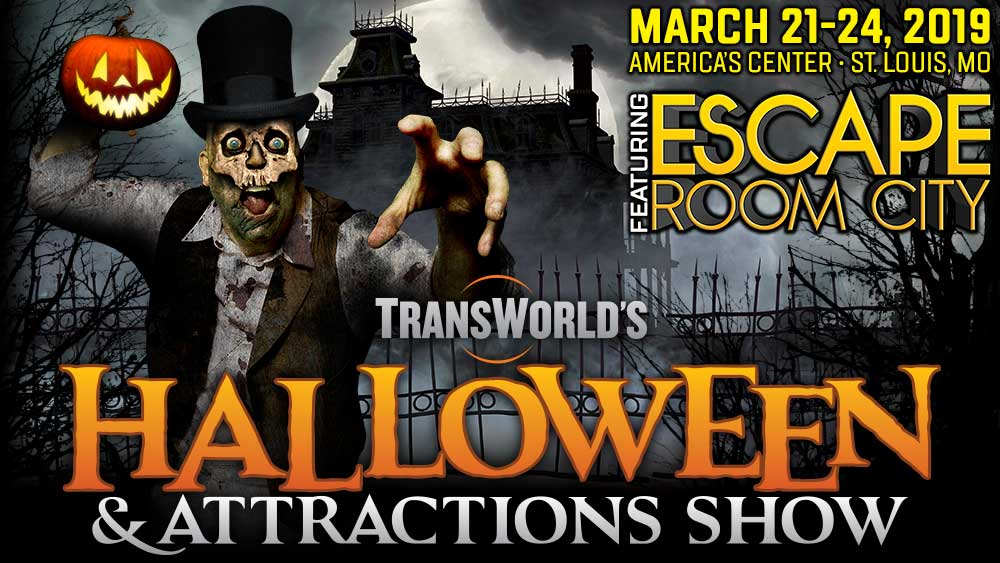 MARCH 21-24, 2019
AMERICA'S CENTER · ST. LOUIS, MO
FEATURING
ESCAPE
ROOM CITY
TRANSWORLD'S
HALLOWEEN
& ATTRACTIONS SHOW